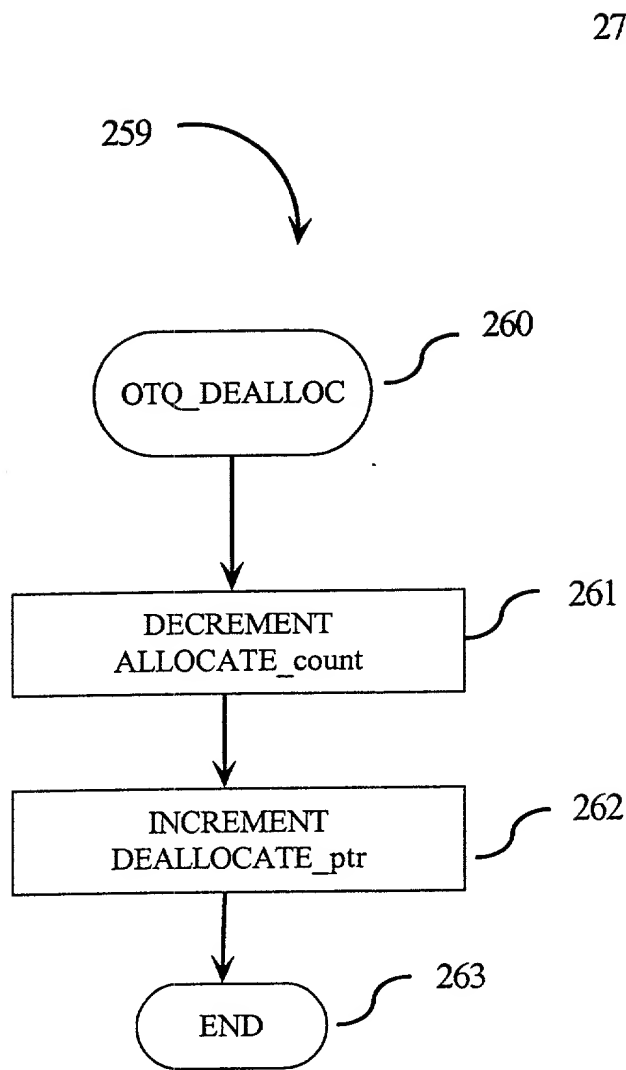 27
259
260
OTQ_DEALLOC
261
DECREMENT
ALLOCATE_count
262
INCREMENT
DEALLOCATE_ptr
263
END